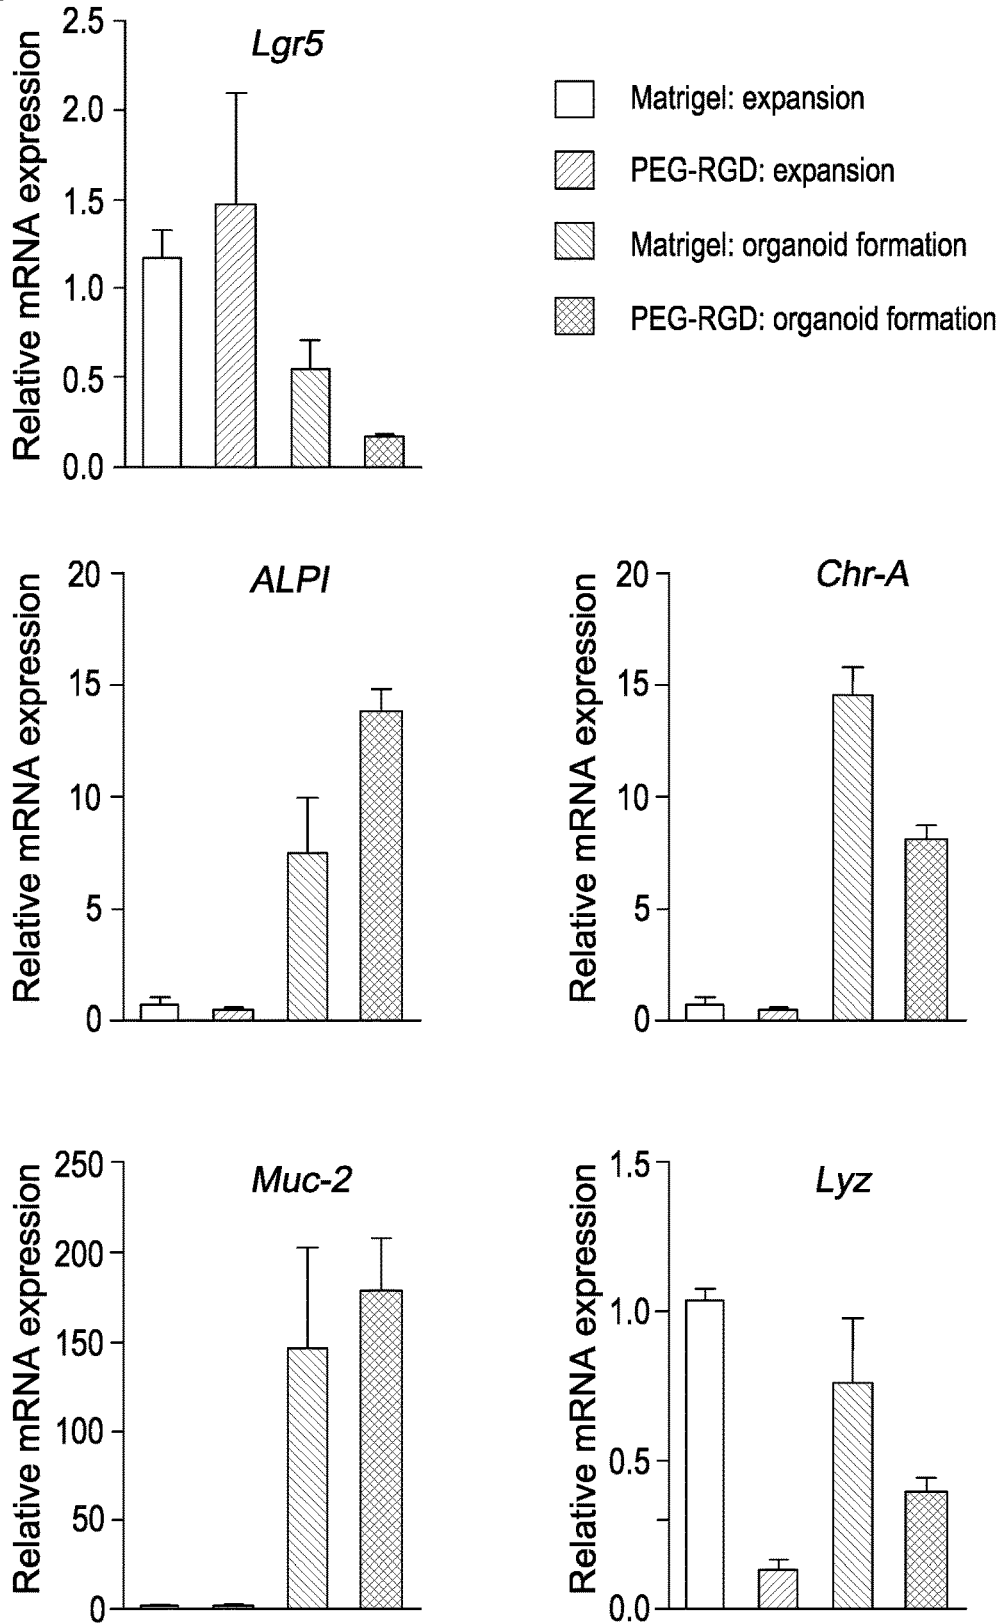 Lgr5
Relative mRNA expression
2.5
2.0
1.5
1.0
0.5
0.0
Matrigel: expansion
PEG-RGD: expansion
Matrigel: organoid formation
PEG-RGD: organoid formation
ALPI
Relative mRNA expression
20
15
10
5
0
Chr-A
Relative mRNA expression
20
15
10
5
0
Muc-2
Relative mRNA expression
250
200
150
100
50
0
Lyz
Relative mRNA expression
1.5
1.0
0.5
0.0